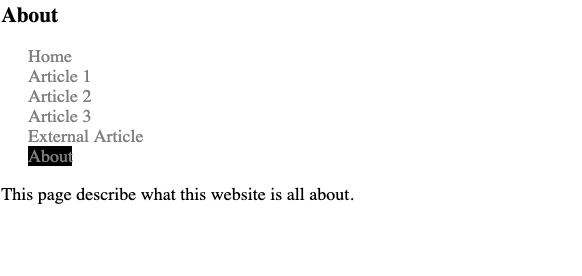 About
Home
Article 1
Article 2
Article 3
External Article
About
This page describe what this website is all about.